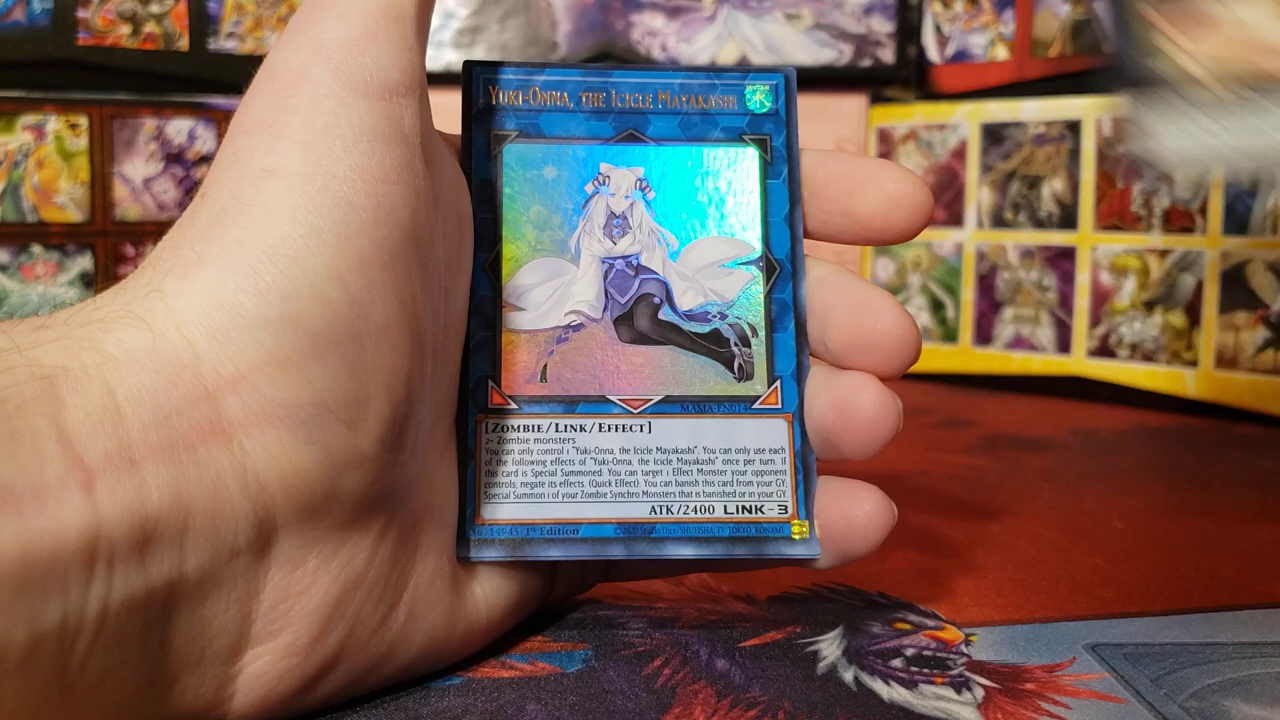 YUKI-ONNA, THE ICICLE MAYAKASHI
WATER
水
MAMA-EN014
[ZOMBIE/LINK/EFFECT]
2+ Zombie monsters
You can only control 1 "Yuki-Onna, the Icicle Mayakashi". You can only use each
of the following effects of "Yuki-Onna, the Icicle Mayakashi" once per turn. If
this card is Special Summoned: You can target 1 Effect Monster your opponent
controls; negate its effects. (Quick Effect): You can banish this card from your GY;
Special Summon 1 of your Zombie Synchro Monsters that is banished or in your GY.
ATK/2400 LINK-3
1st Edition
©2020 Studio Dice/SHUEISHA, TV TOKYO, KONAMI